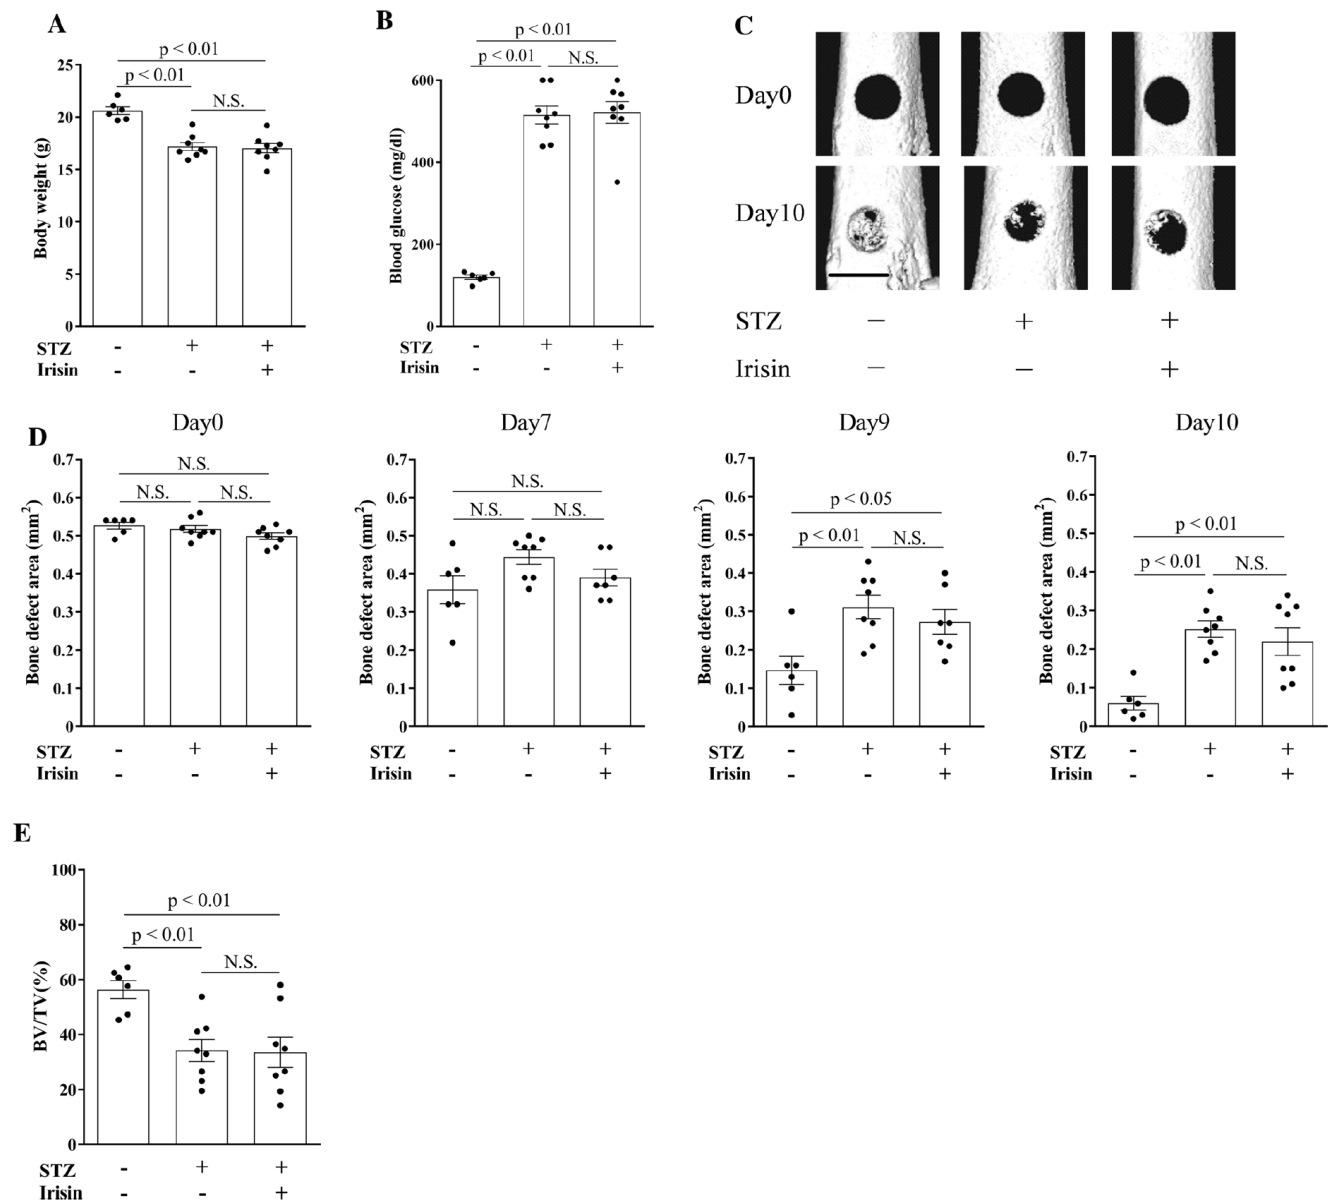 A
p < 0.01
p < 0.01
N.S.
Body weight (g)
25
20
15
10
5
0
STZ - + +
Irisin - - +
B
p < 0.01
p < 0.01
N.S.
Blood glucose (mg/dl)
600
400
200
0
STZ - + +
Irisin - - +
C
Day0
Day10
STZ − + +
Irisin − − +
D
Day0
N.S.
N.S. N.S.
Bone defect area (mm²)
0.7
0.6
0.5
0.4
0.3
0.2
0.1
0
STZ - + +
Irisin - - +
Day7
N.S.
N.S. N.S.
Bone defect area (mm²)
0.7
0.6
0.5
0.4
0.3
0.2
0.1
0
STZ - + +
Irisin - - +
Day9
p < 0.05
p < 0.01
N.S.
Bone defect area (mm²)
0.7
0.6
0.5
0.4
0.3
0.2
0.1
0
STZ - + +
Irisin - - +
Day10
p < 0.01
p < 0.01
N.S.
Bone defect area (mm²)
0.7
0.6
0.5
0.4
0.3
0.2
0.1
0
STZ - + +
Irisin - - +
E
p < 0.01
p < 0.01
N.S.
BV/TV(%)
100
80
60
40
20
0
STZ - + +
Irisin - - +